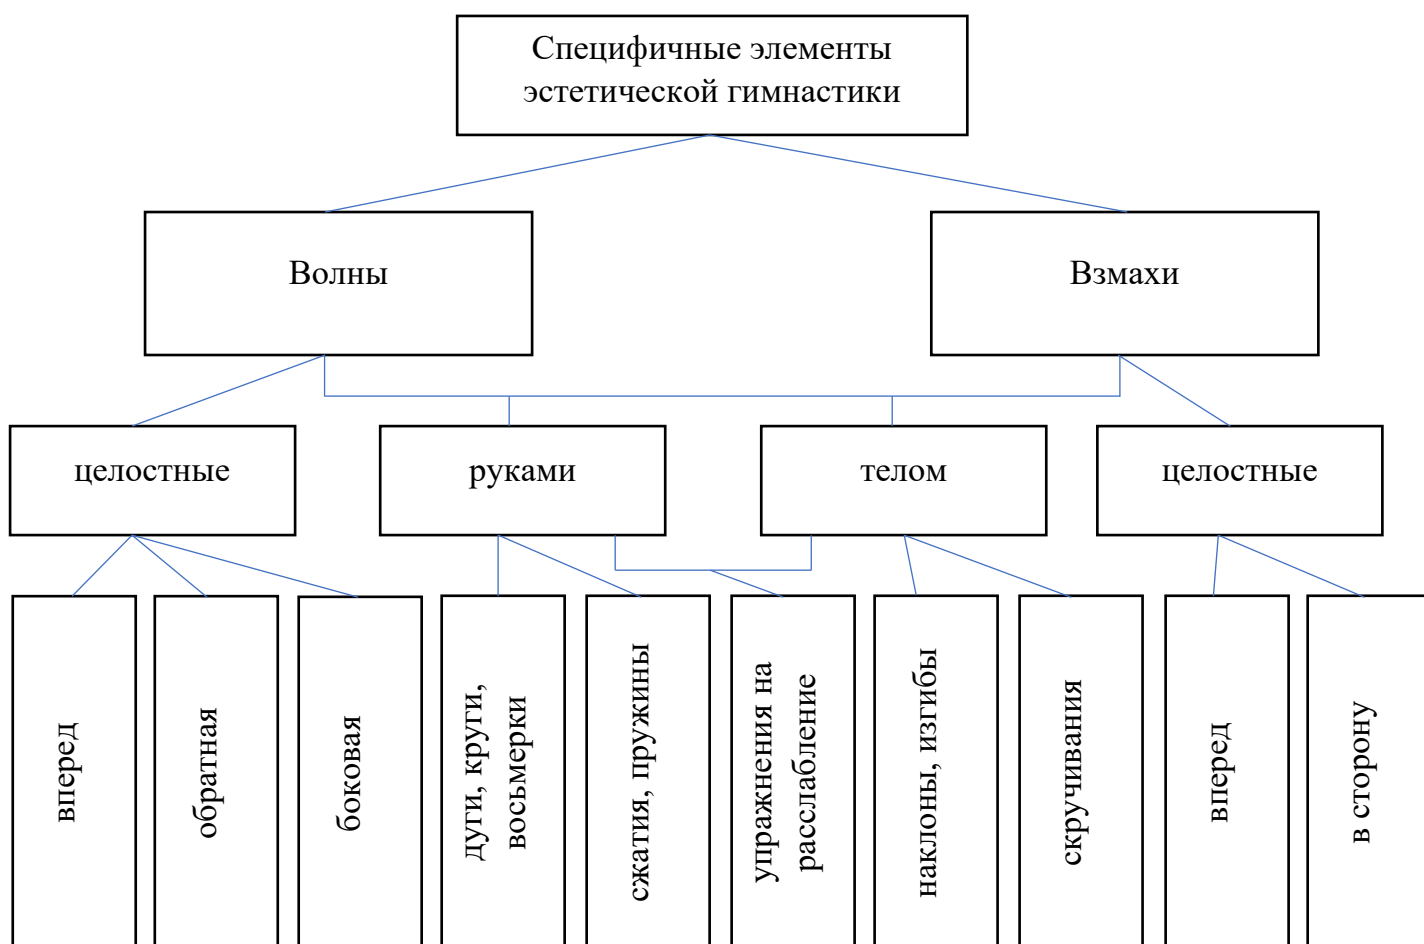 Специфичные элементы
эстетической гимнастики
Волны
Взмахи
целостные
руками
телом
целостные
вперед
обратная
боковая
дуги, круги,
восьмерки
сжатия, пружины
упражнения на
расслабление
наклоны, изгибы
скручивания
вперед
в сторону